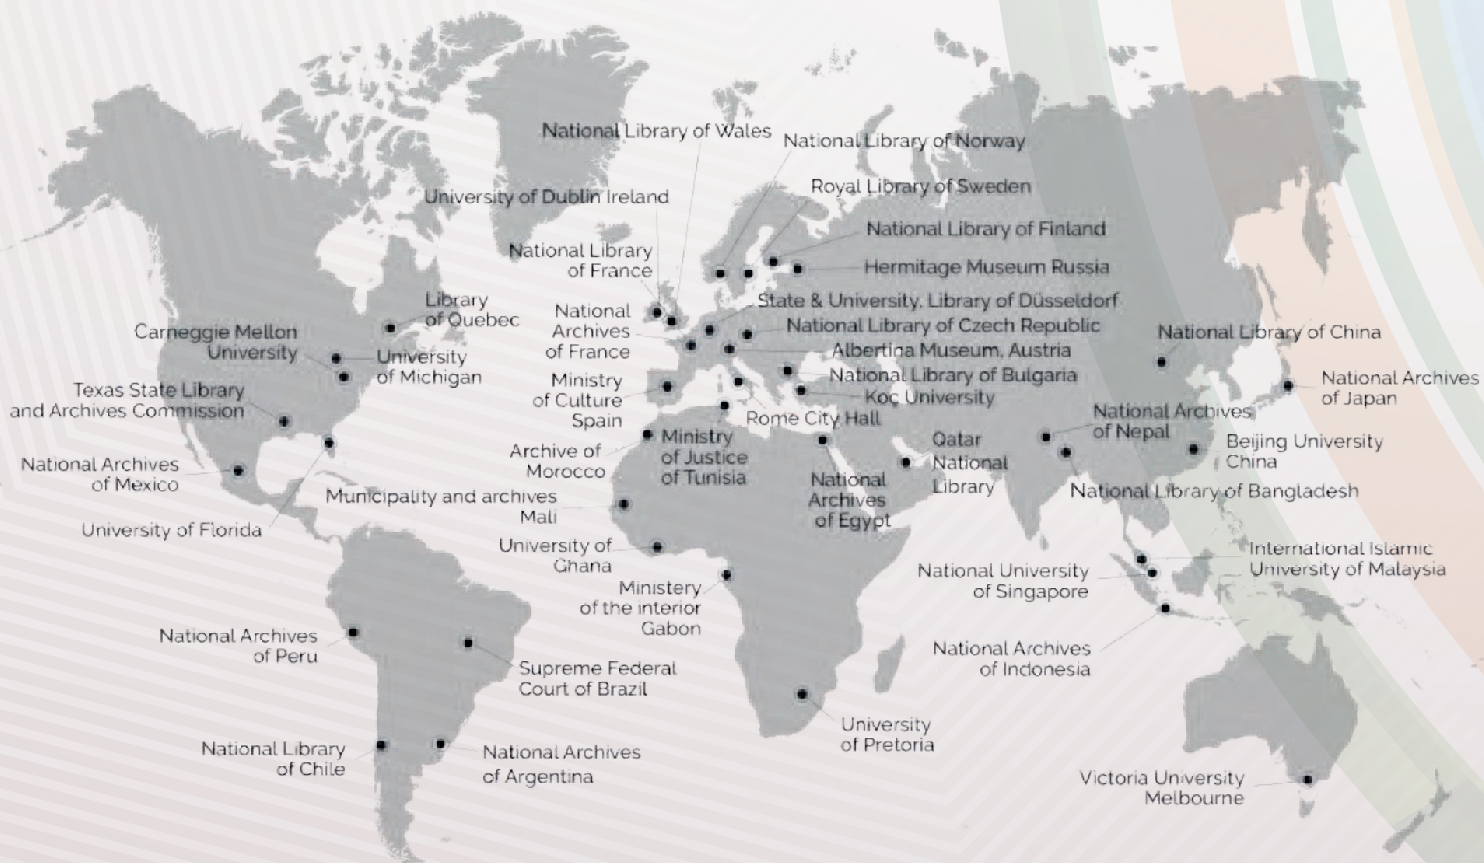 National Library of Wales
National Library of Norway
Royal Library of Sweden
University of Dublin Ireland
National Library of Finland
National Library
of France
Hermitage Museum Russia
Library
of Quebec
National
Archives
of France
State & University, Library of Düsseldorf
National Library of Czech Republic
Carneggie Mellon
University
University
of Michigan
Albertina Museum, Austria
National Library of China
Texas State Library
and Archives Commission
Ministry
of Culture
Spain
National Library of Bulgaria
Koç University
National Archives
of Japan
Rome City Hall
National Archives
of Nepal
Archive of
Morocco
Ministry
of Justice
of Tunisia
Qatar
National
Library
Beijing University
China
National Archives
of Mexico
National
Archives
of Egypt
National Library of Bangladesh
Municipality and archives
Mali
University of Florida
University of
Ghana
International Islamic
University of Malaysia
Ministery
of the interior
Gabon
National University
of Singapore
National Archives
of Peru
Supreme Federal
Court of Brazil
National Archives
of Indonesia
University
of Pretoria
National Library
of Chile
National Archives
of Argentina
Victoria University
Melbourne